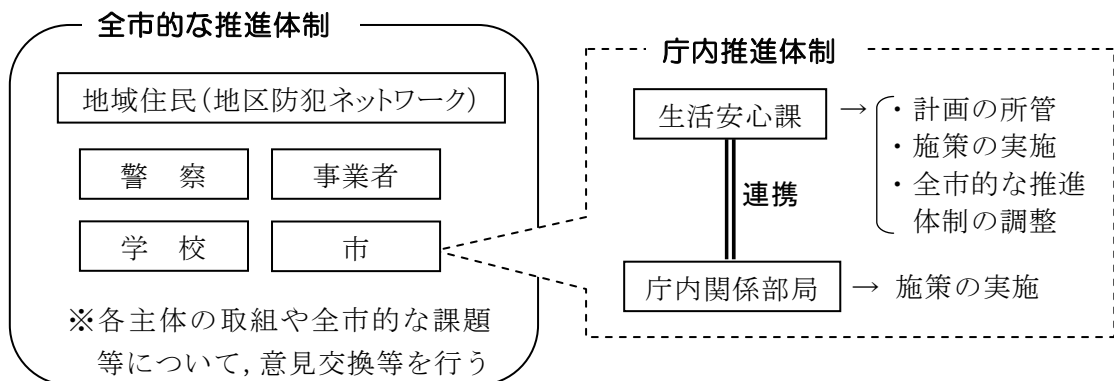 全市的な推進体制
地域住民(地区防犯ネットワーク)
警 察
事業者
学 校
市
※各主体の取組や全市的な課題
等について,意見交換等を行う
庁内推進体制
生活安心課
→
・計画の所管
・施策の実施
・全市的な推進
体制の調整
連携
庁内関係部局
→ 施策の実施